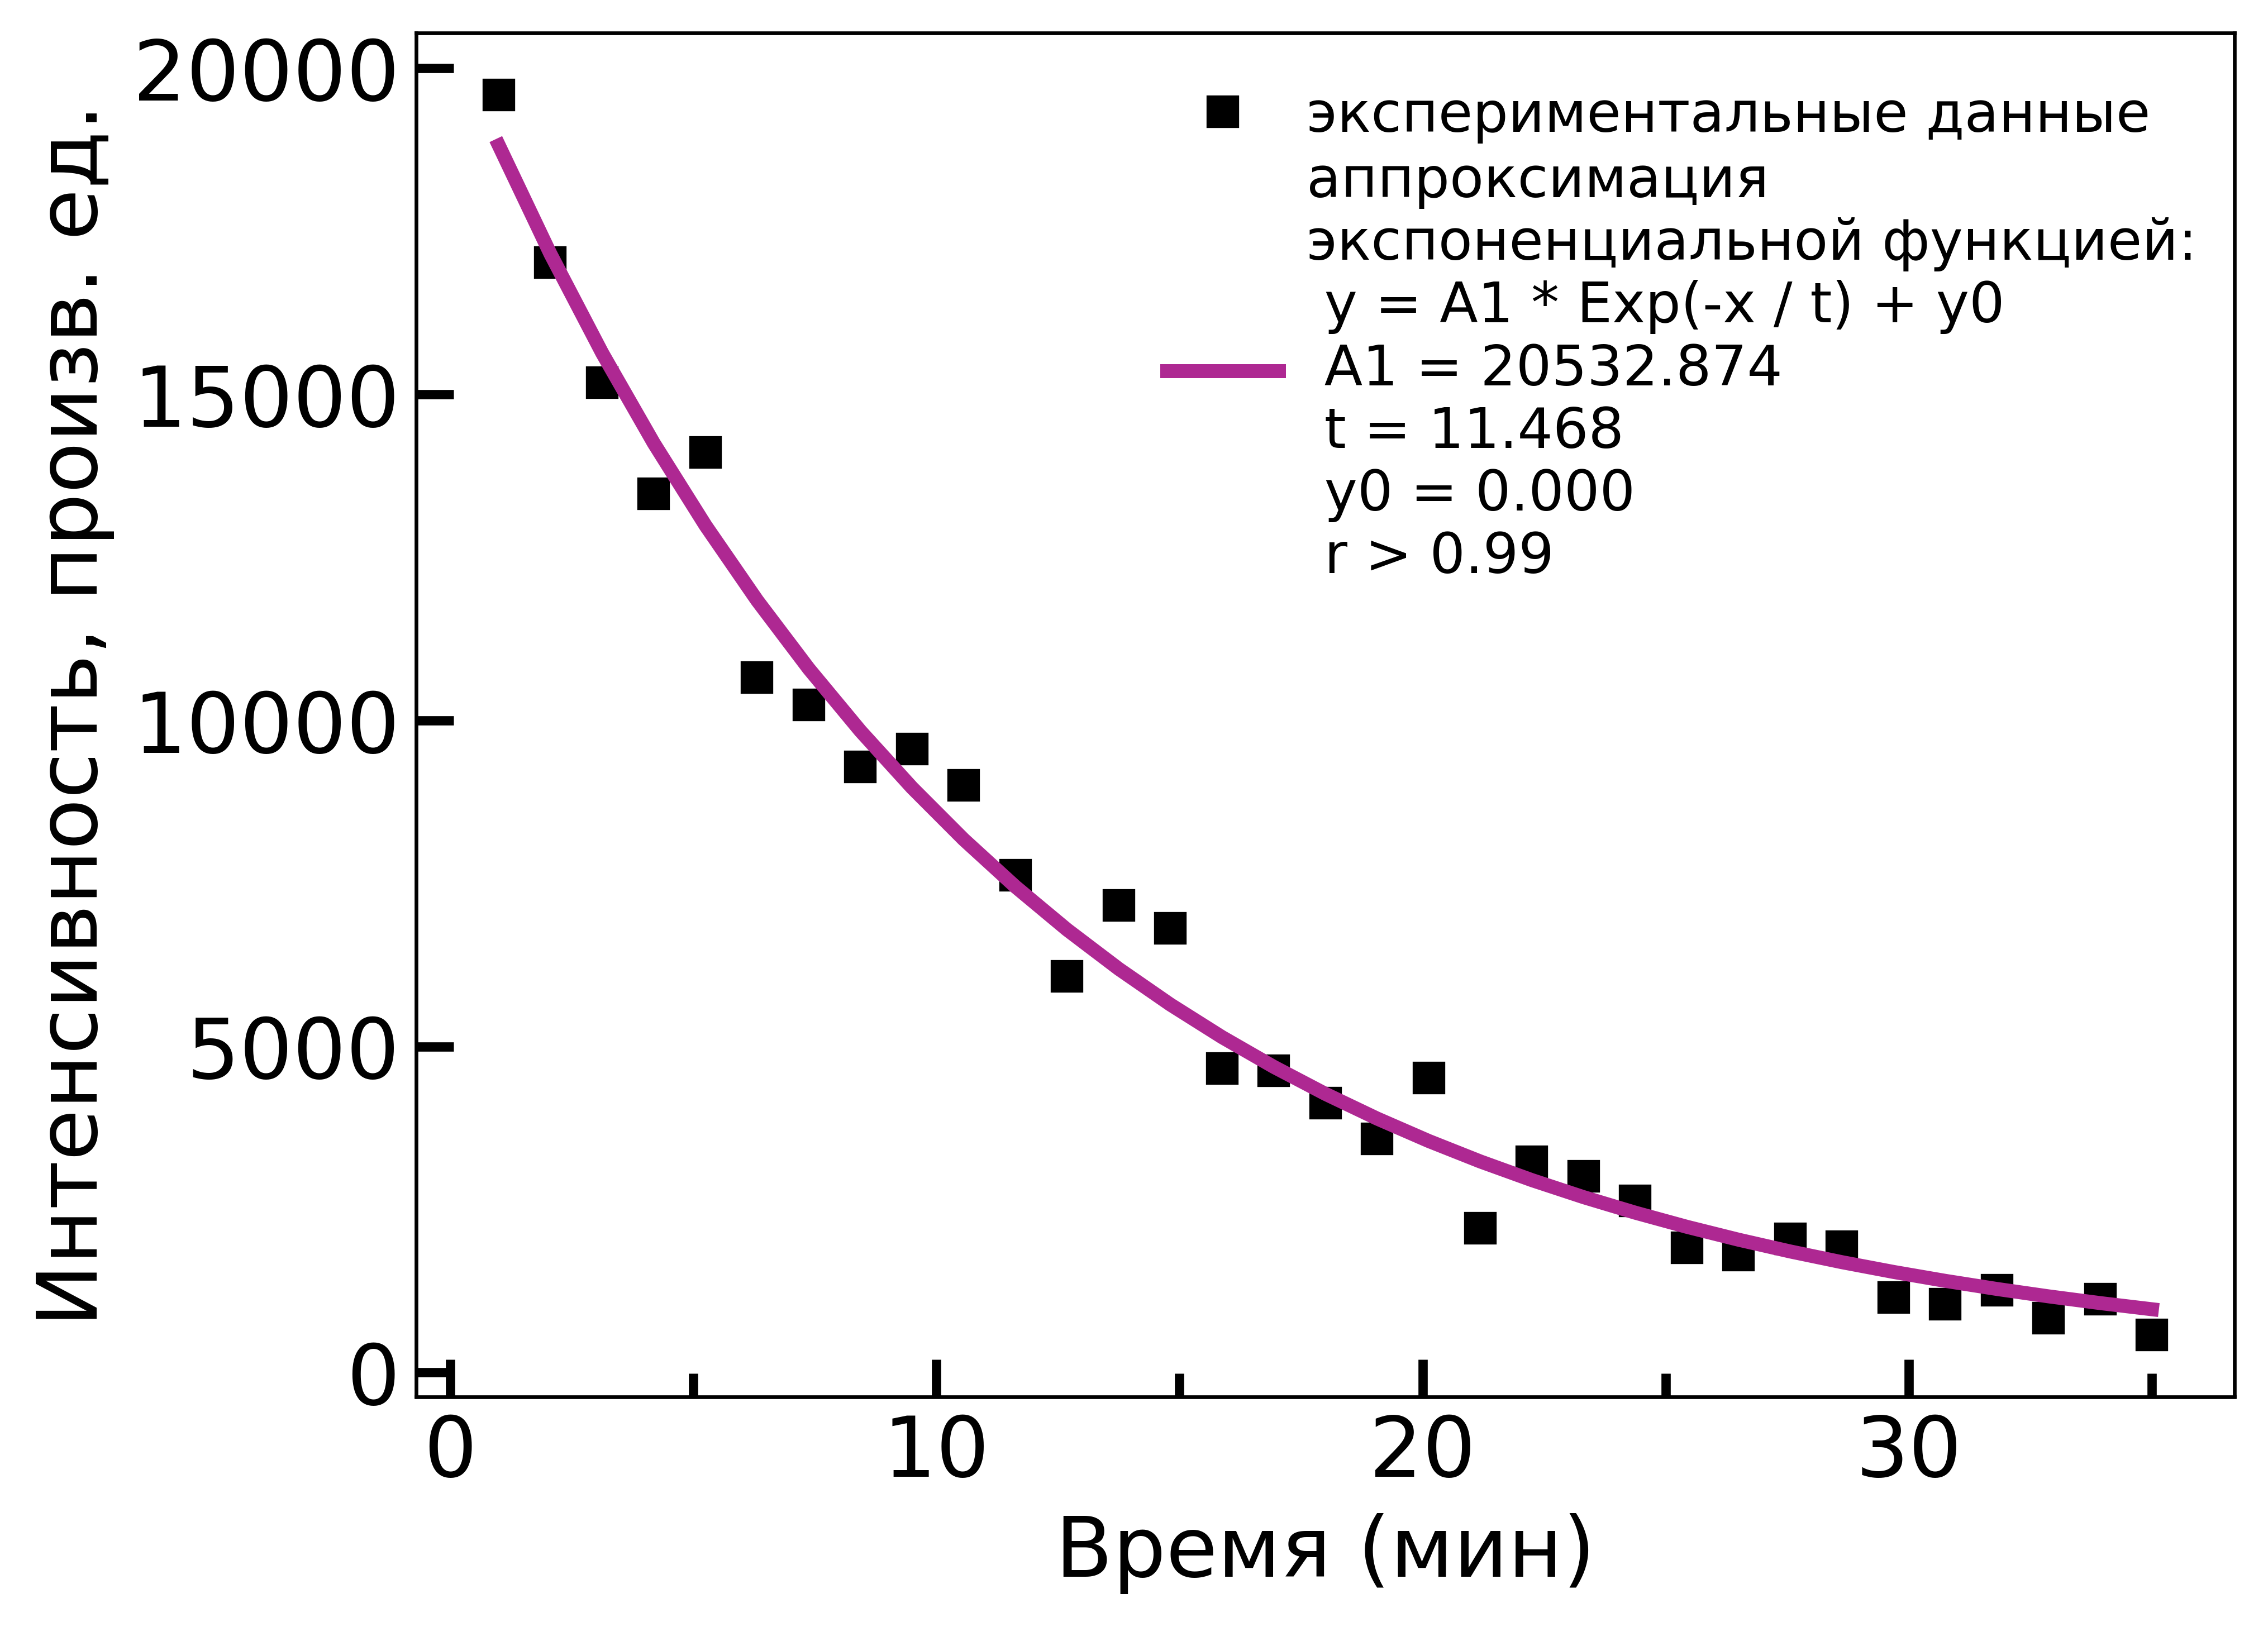 20000
15000
10000
5000
0
Интенсивность, произв. ед.
экспериментальные данные
аппроксимация
экспоненциальной функцией:
y = A1 * Exp(-x / t) + y0
A1 = 20532.874
t = 11.468
y0 = 0.000
r > 0.99
0 10 20 30
Время (мин)